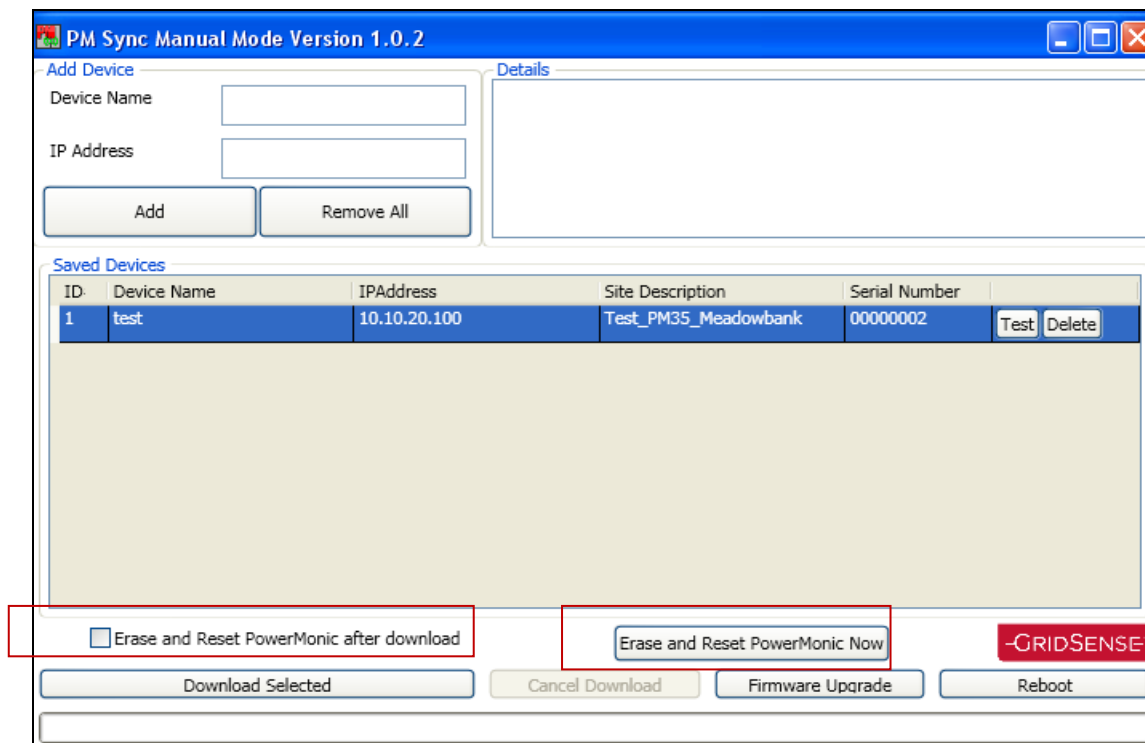 PM Sync Manual Mode Version 1.0.2
Add Device
Details
Device Name
IP Address
Add
Remove All
Saved Devices
ID Device Name IPAddress Site Description Serial Number
1 test 10.10.20.100 Test_PM35_Meadowbank 00000002 Test Delete
Erase and Reset PowerMonic after download
Erase and Reset PowerMonic Now
GRIDSENSE
Download Selected
Cancel Download
Firmware Upgrade
Reboot